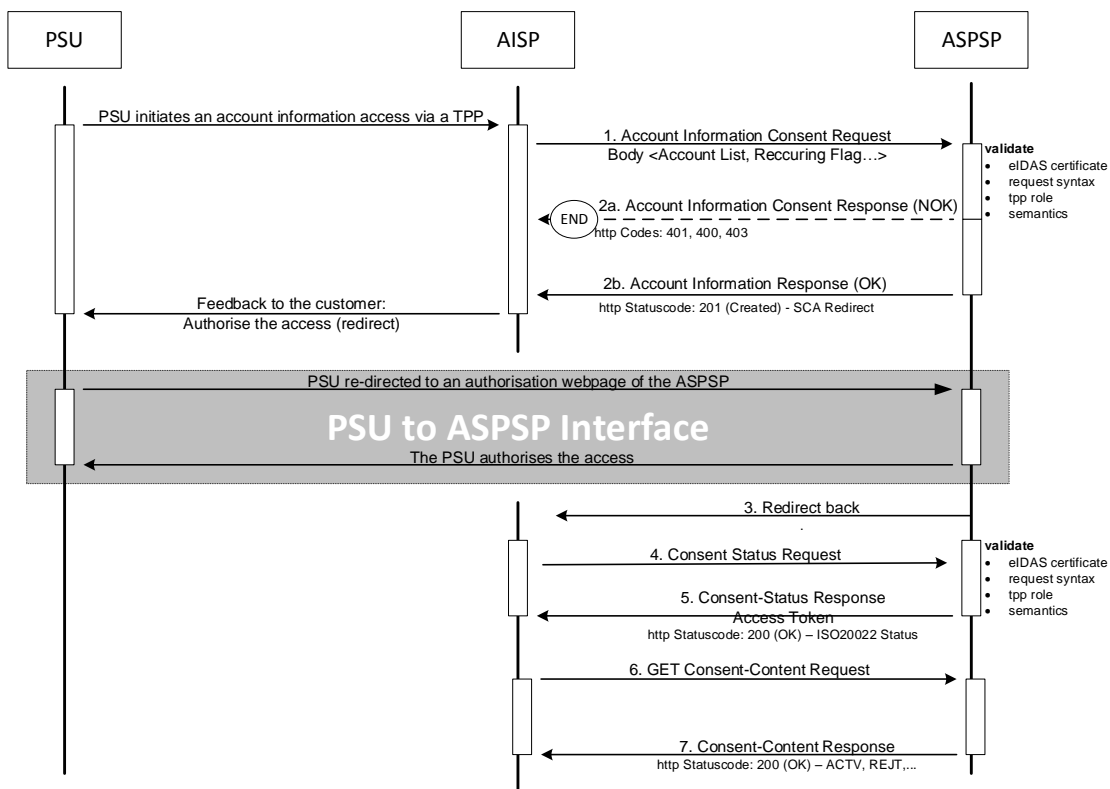 PSU
AISP
ASPSP
PSU initiates an account information access via a TPP
1. Account Information Consent Request
Body <Account List, Reccuring Flag…>
validate
• eIDAS certificate
• request syntax
• tpp role
• semantics
2a. Account Information Consent Response (NOK)
END
http Codes: 401, 400, 403
2b. Account Information Response (OK)
http Statuscode: 201 (Created) - SCA Redirect
Feedback to the customer:
Authorise the access (redirect)
PSU re-directed to an authorisation webpage of the ASPSP
PSU to ASPSP Interface
The PSU authorises the access
3. Redirect back
.
4. Consent Status Request
validate
• eIDAS certificate
• request syntax
• tpp role
• semantics
5. Consent-Status Response
Access Token
http Statuscode: 200 (OK) – ISO20022 Status
6. GET Consent-Content Request
7. Consent-Content Response
http Statuscode: 200 (OK) – ACTV, REJT,...